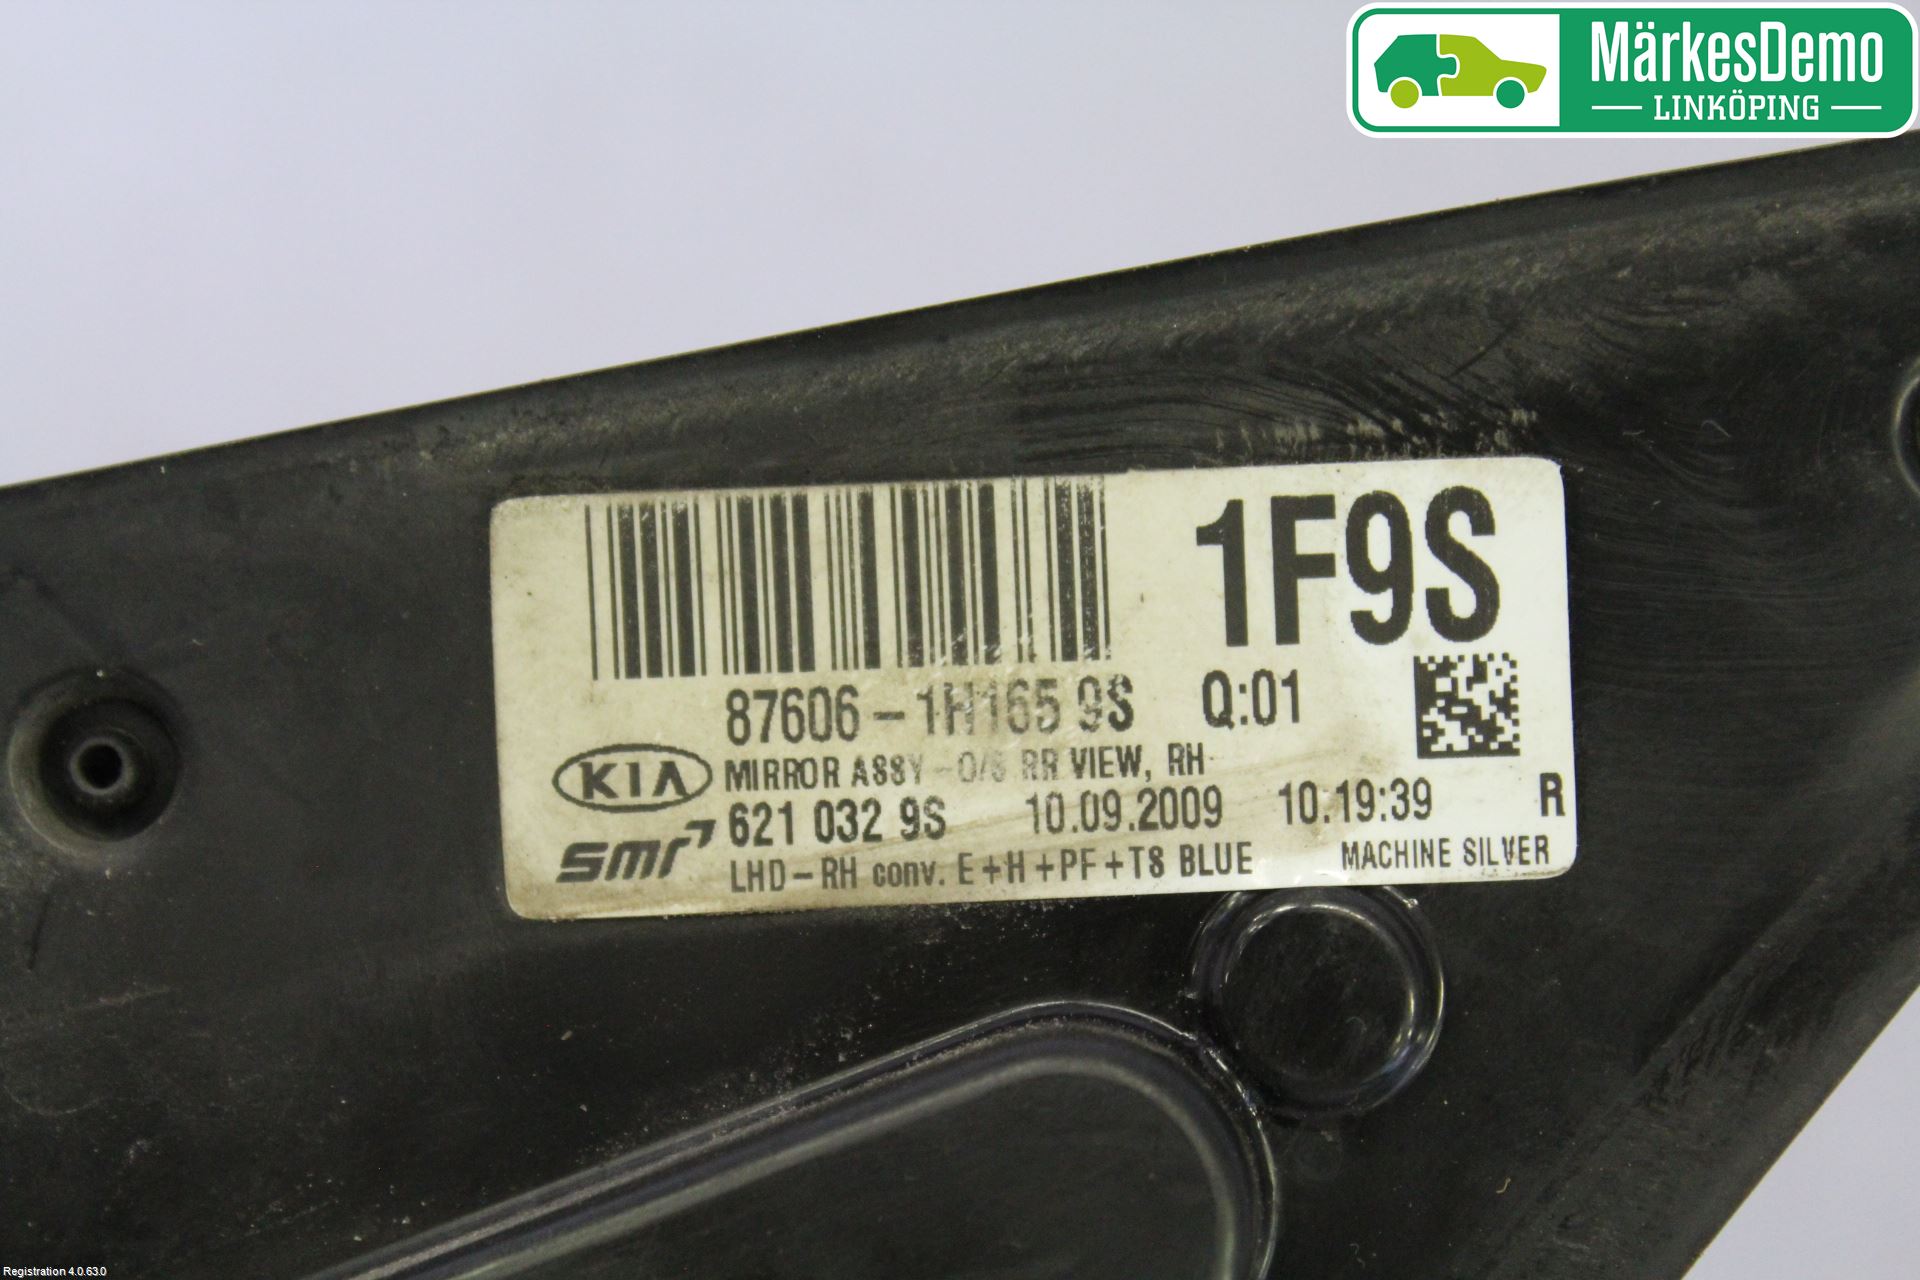 MärkesDemo
LINKÖPING
1F9S
87606-1H165 9S Q:01
KIA MIRROR ASSY-O/S RR VIEW, RH
smr 621 032 9S 10.09.2009 10.19:39 R
LHD-RH conv. E+H+PF+TS BLUE MACHINE SILVER
Registration 4.0.63.0